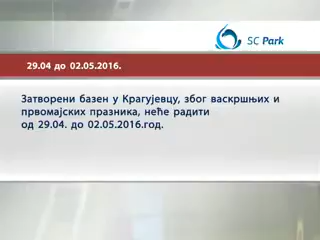 SC Park
29.04 до 02.05.2016.
Затворени базен у Крагујевцу, због васкршњих и
првомајских празника, неће радити
од 29.04. до 02.05.2016.год.